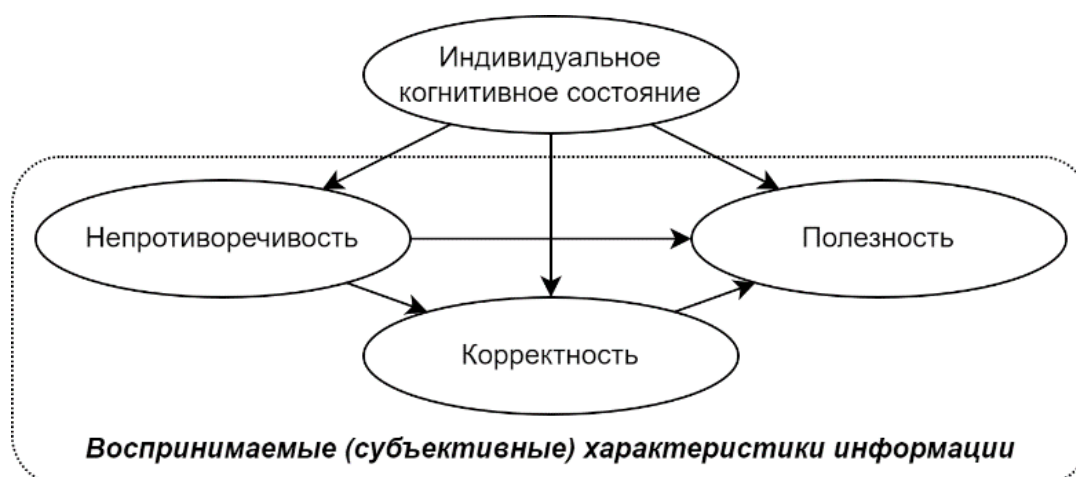 Индивидуальное
когнитивное состояние
Непротиворечивость
Полезность
Корректность
Воспринимаемые (субъективные) характеристики информации